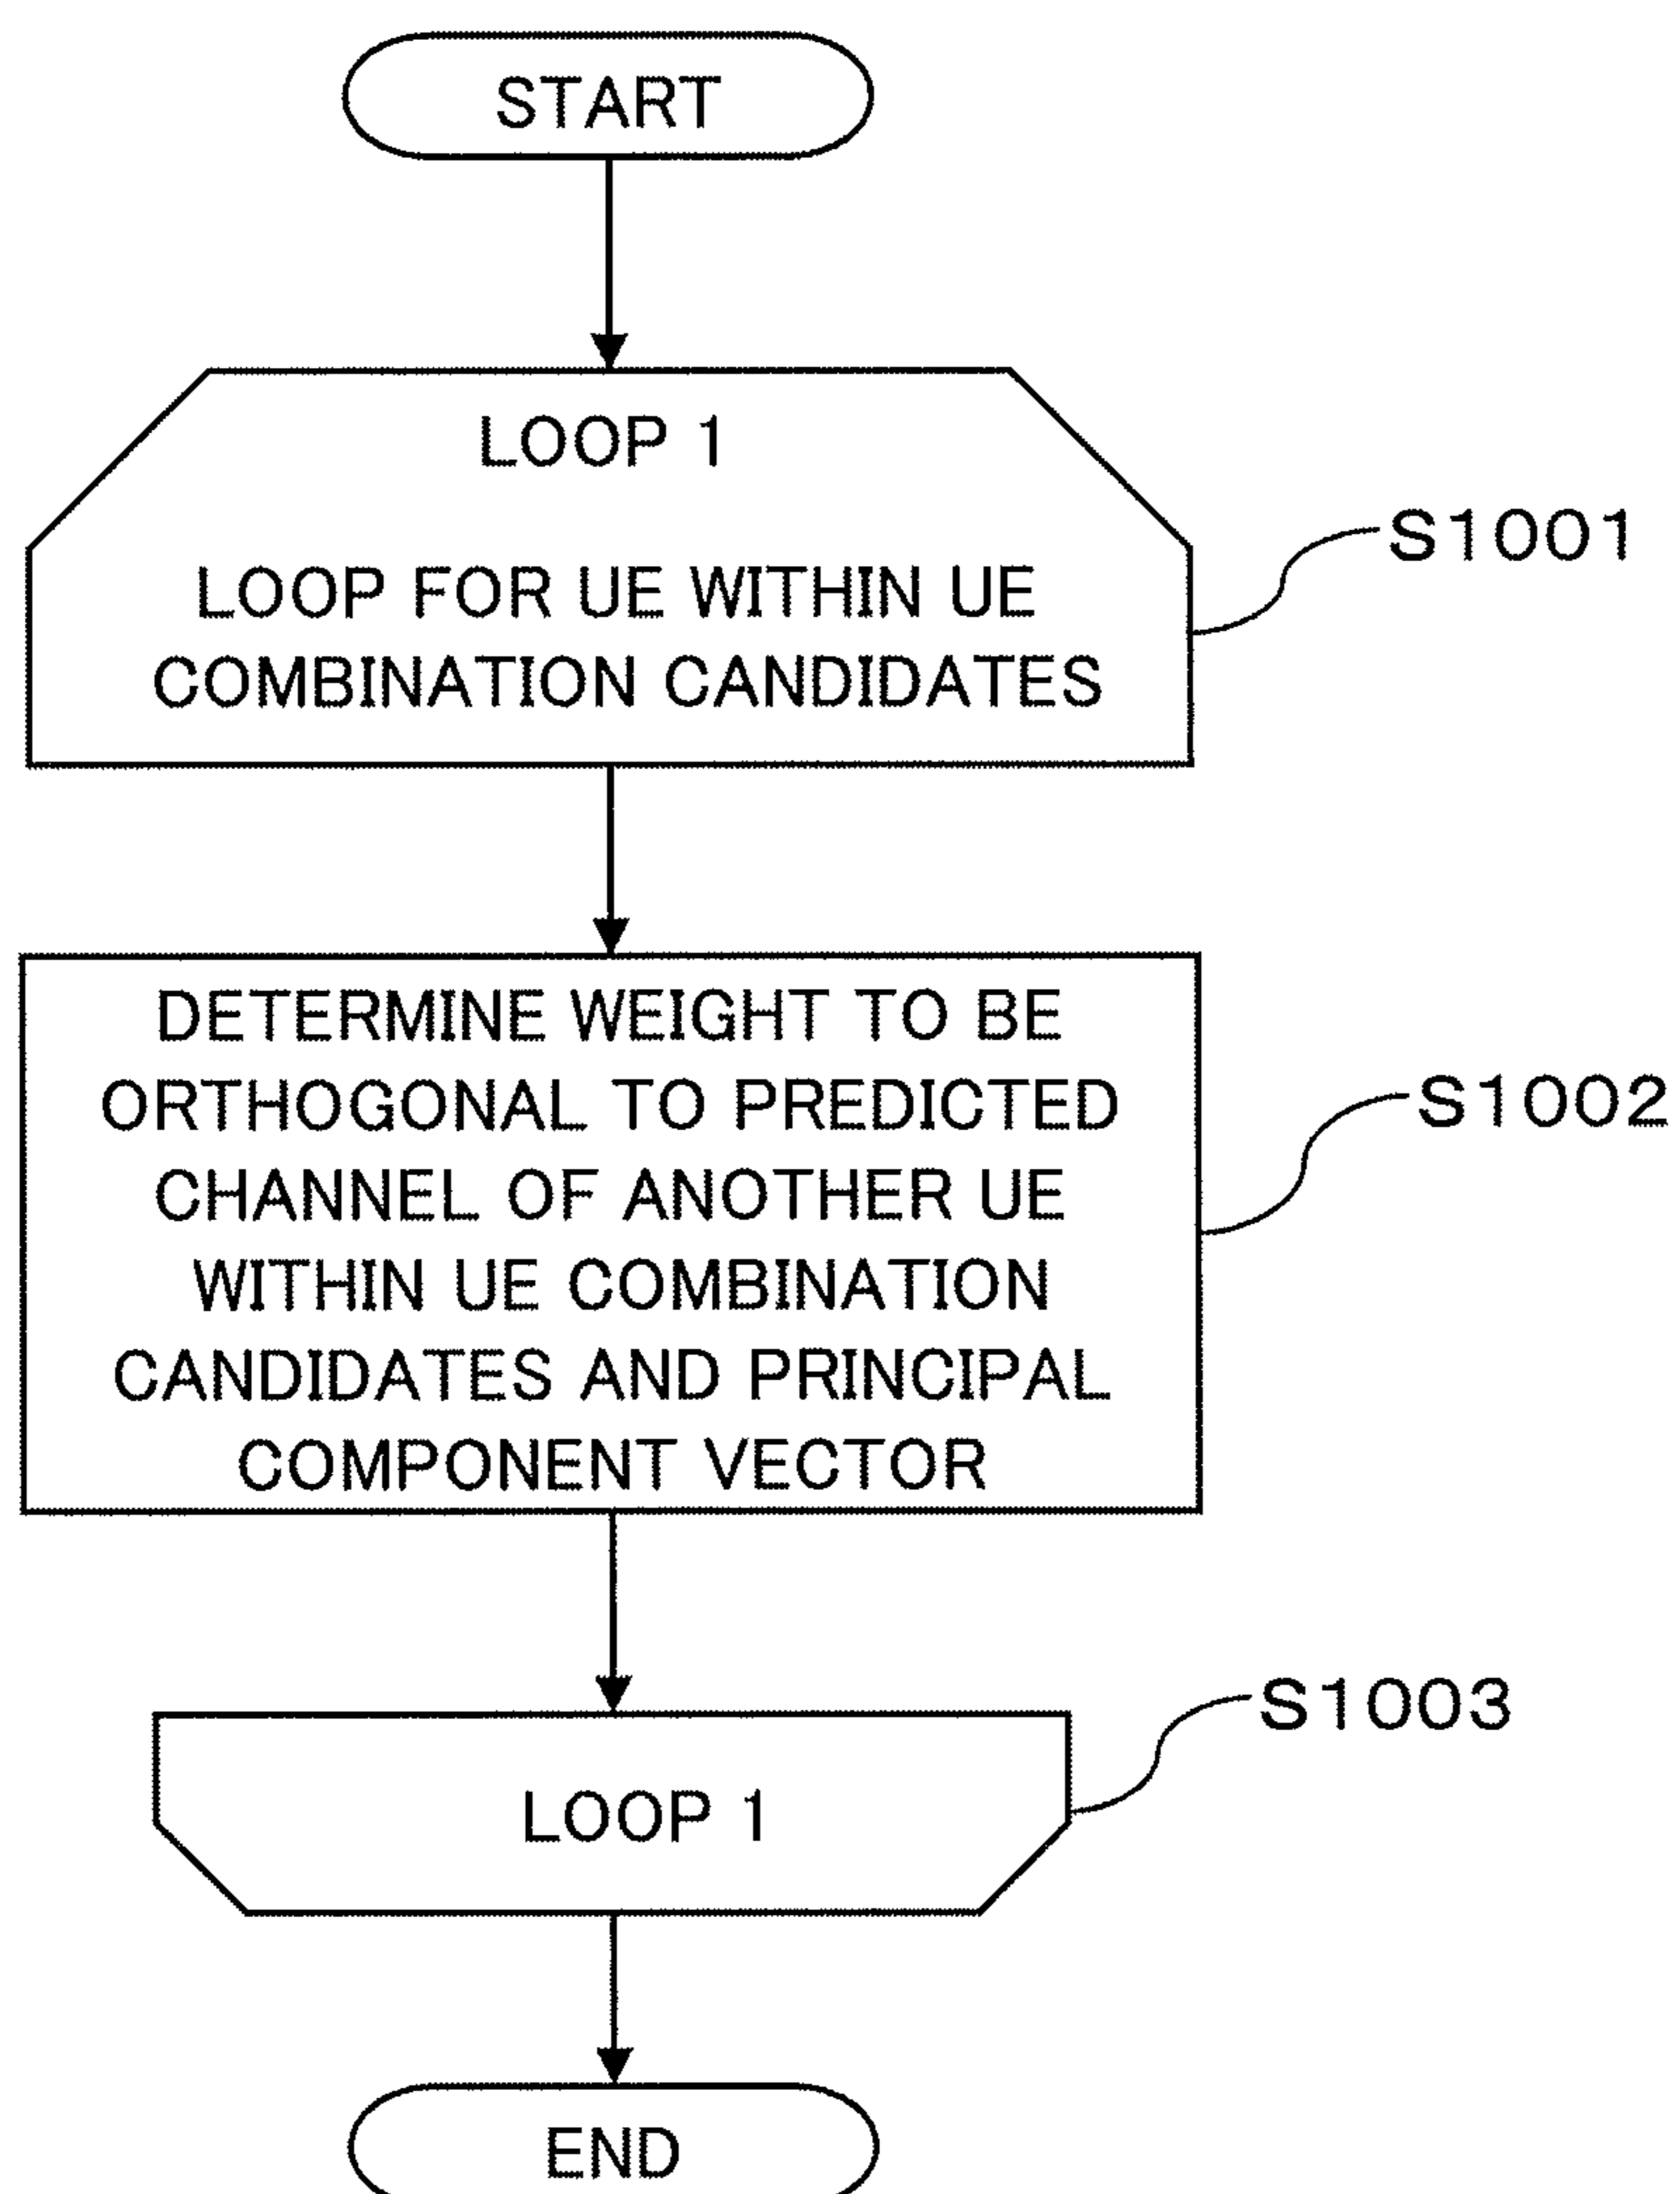 START
LOOP 1
LOOP FOR UE WITHIN UE
COMBINATION CANDIDATES
S1001
DETERMINE WEIGHT TO BE
ORTHOGONAL TO PREDICTED
CHANNEL OF ANOTHER UE
WITHIN UE COMBINATION
CANDIDATES AND PRINCIPAL
COMPONENT VECTOR
S1002
LOOP 1
S1003
END